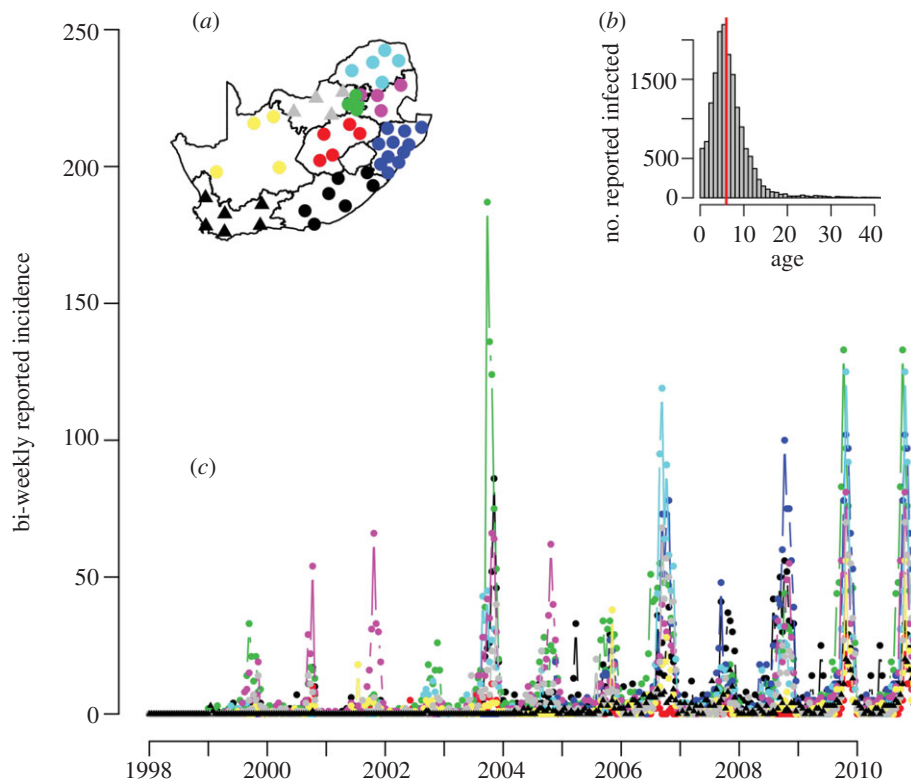 (a)
(b)
250
200
150
100
50
0
bi-weekly reported incidence
no. reported infected
1500
500
0
0 10 20 30 40
age
(c)
1998 2000 2002 2004 2006 2008 2010